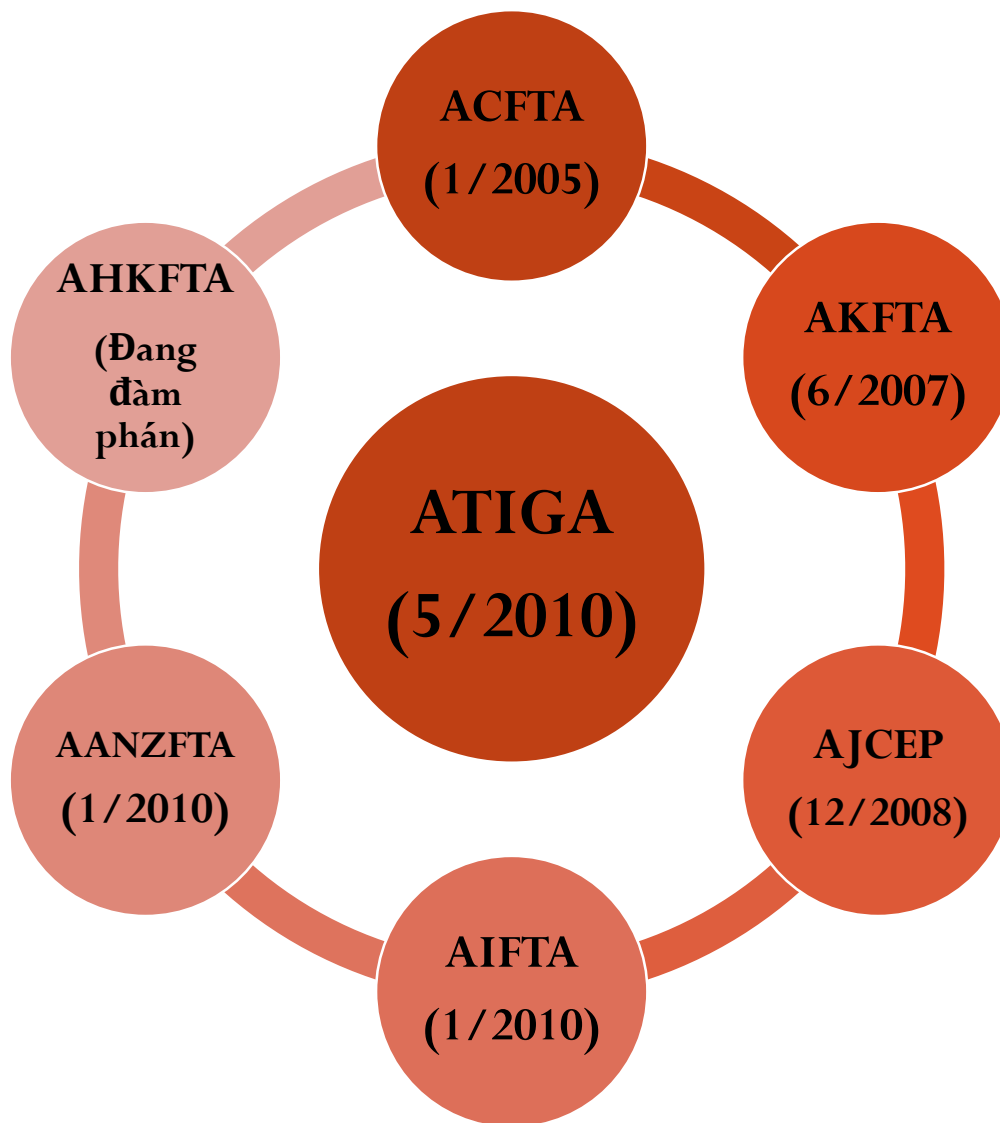 ACFTA
(1/2005)
AKFTA
(6/2007)
AJCEP
(12/2008)
AIFTA
(1/2010)
AANZFTA
(1/2010)
AHKFTA
(Đang
đàm
phán)
ATIGA
(5/2010)